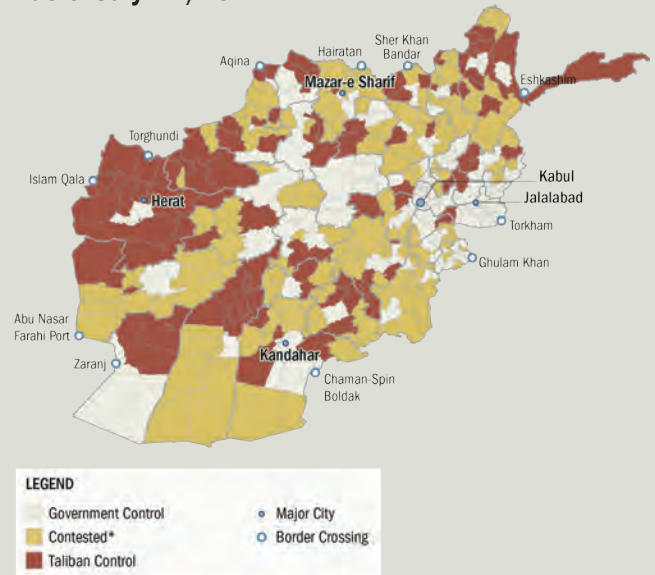 Aqina
Hairatan
Sher Khan
Bandar
Mazar-e Sharif
Eshkashim
Torghundi
Islam Qala
Herat
Kabul
Jalalabad
Torkham
Ghulam Khan
Abu Nasar
Farahi Port
Zaranj
Kandahar
Chaman-Spin
Boldak
LEGEND
Government Control
Contested*
Taliban Control
Major City
Border Crossing